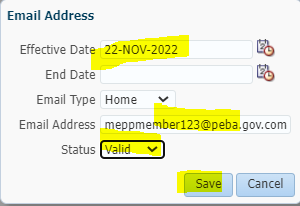 Email Address
Effective Date 22-NOV-2022
End Date
Email Type Home
Email Address meppmember123@peba.gov.com
Status Valid
Save Cancel